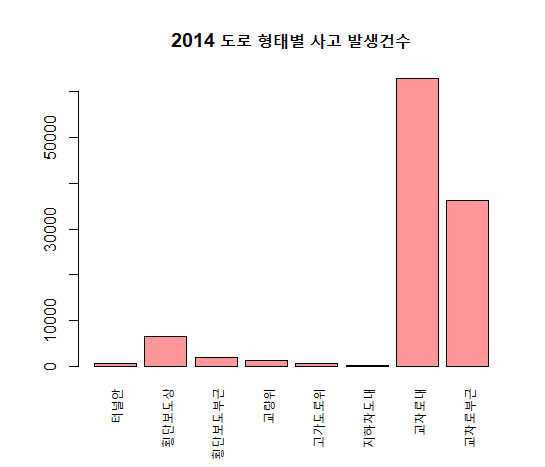 2014 도로 형태별 사고 발생건수
50000
30000
10000
0
터널안
횡단보도상
횡단보도부근
교량위
고가도로위
지하차도내
교차로내
교차로부근